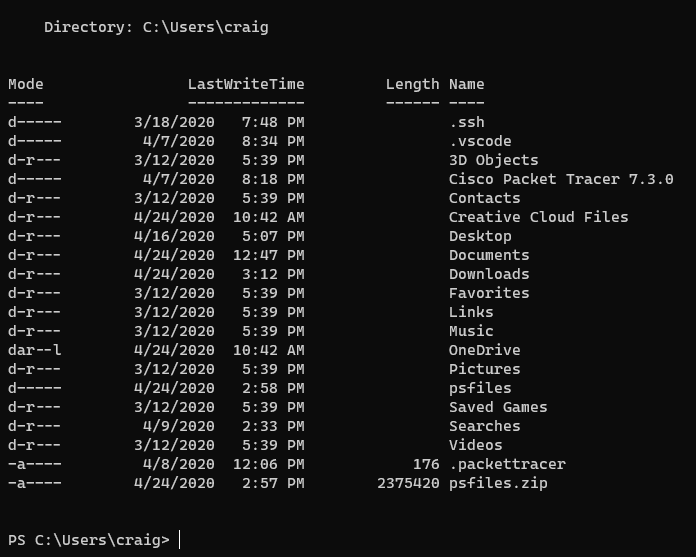 Directory: C:\Users\craig
Mode LastWriteTime Length Name
---- ------------- ------ ----
d----- 3/18/2020 7:48 PM .ssh
d----- 4/7/2020 8:34 PM .vscode
d-r--- 3/12/2020 5:39 PM 3D Objects
d----- 4/7/2020 8:18 PM Cisco Packet Tracer 7.3.0
d-r--- 3/12/2020 5:39 PM Contacts
d-r--- 4/24/2020 10:42 AM Creative Cloud Files
d-r--- 4/16/2020 5:07 PM Desktop
d-r--- 4/24/2020 12:47 PM Documents
d-r--- 4/24/2020 3:12 PM Downloads
d-r--- 3/12/2020 5:39 PM Favorites
d-r--- 3/12/2020 5:39 PM Links
d-r--- 3/12/2020 5:39 PM Music
dar--l 4/24/2020 10:42 AM OneDrive
d-r--- 3/12/2020 5:39 PM Pictures
d----- 4/24/2020 2:58 PM psfiles
d-r--- 3/12/2020 5:39 PM Saved Games
d-r--- 4/9/2020 2:33 PM Searches
d-r--- 3/12/2020 5:39 PM Videos
-a---- 4/8/2020 12:06 PM 176 .packettracer
-a---- 4/24/2020 2:57 PM 2375420 psfiles.zip
PS C:\Users\craig>